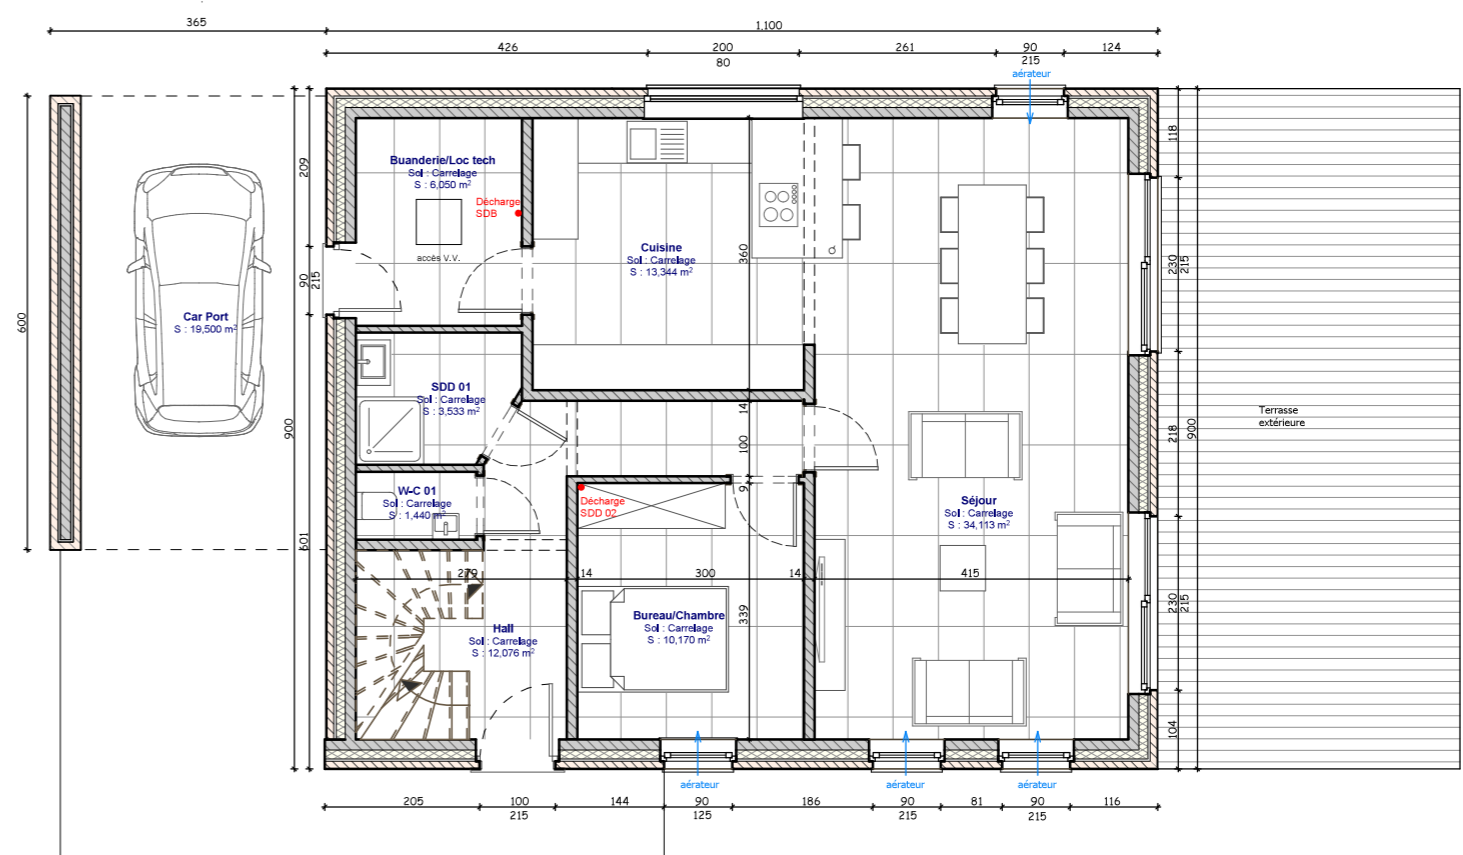 365
1.100
426
200
80
261
90
215
124
aérateur
118
209
Buanderie/Loc tech
Sol : Carrelage
S : 6,050 m²
Décharge
SDB
accès V.V.
Cuisine
Sol : Carrelage
S : 13,344 m²
360
230
215
90
215
Car Port
S : 19,500 m²
600
SDD 01
Sol : Carrelage
S : 3,533 m²
14
100
9
900
218
900
Terrasse
extérieure
W-C 01
Sol : Carrelage
S : 1,440 m²
Décharge
SDD 02
Séjour
Sol : Carrelage
S : 34,113 m²
601
279
14
300
14
415
339
230
215
Hall
Sol : Carrelage
S : 12,076 m²
Bureau/Chambre
Sol : Carrelage
S : 10,170 m²
104
aérateur
aérateur
aérateur
205
100
215
144
90
125
186
90
215
81
90
215
116